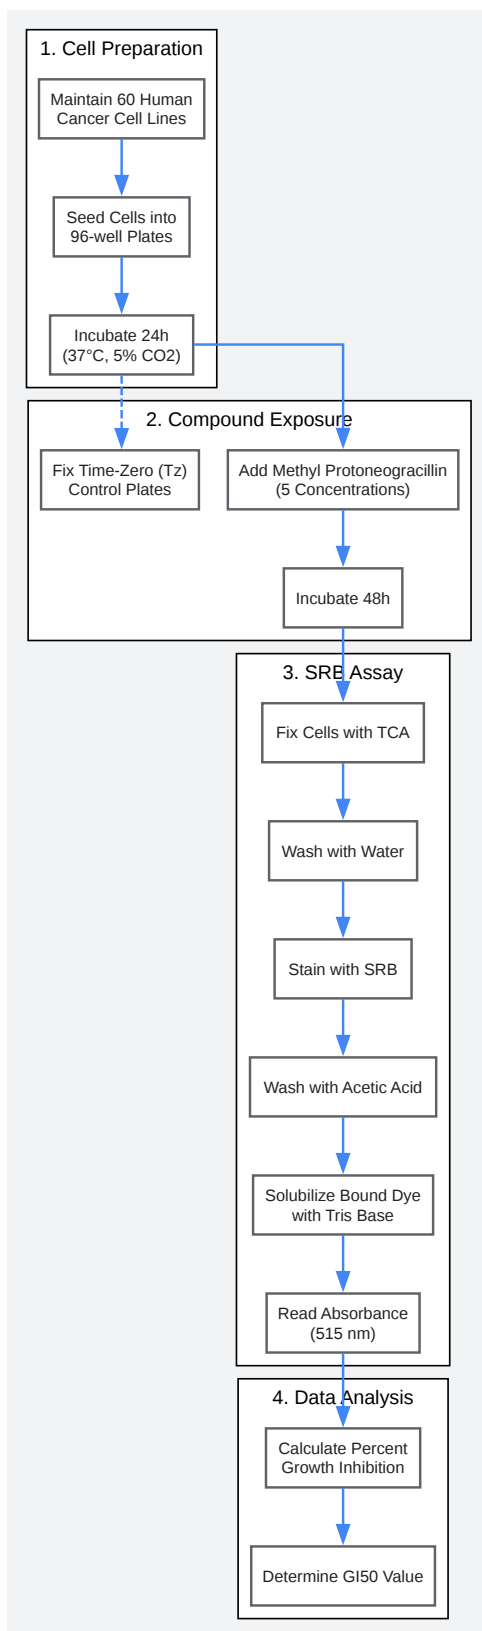 1. Cell Preparation
Maintain 60 Human
Cancer Cell Lines
Seed Cells into
96-well Plates
Incubate 24h
(37°C, 5% CO2)
2. Compound Exposure
Fix Time-Zero (Tz)
Control Plates
Add Methyl Protoneogracillin
(5 Concentrations)
Incubate 48h
3. SRB Assay
Fix Cells with TCA
Wash with Water
Stain with SRB
Wash with Acetic Acid
Solubilize Bound Dye
with Tris Base
Read Absorbance
(515 nm)
4. Data Analysis
Calculate Percent
Growth Inhibition
Determine GI50 Value